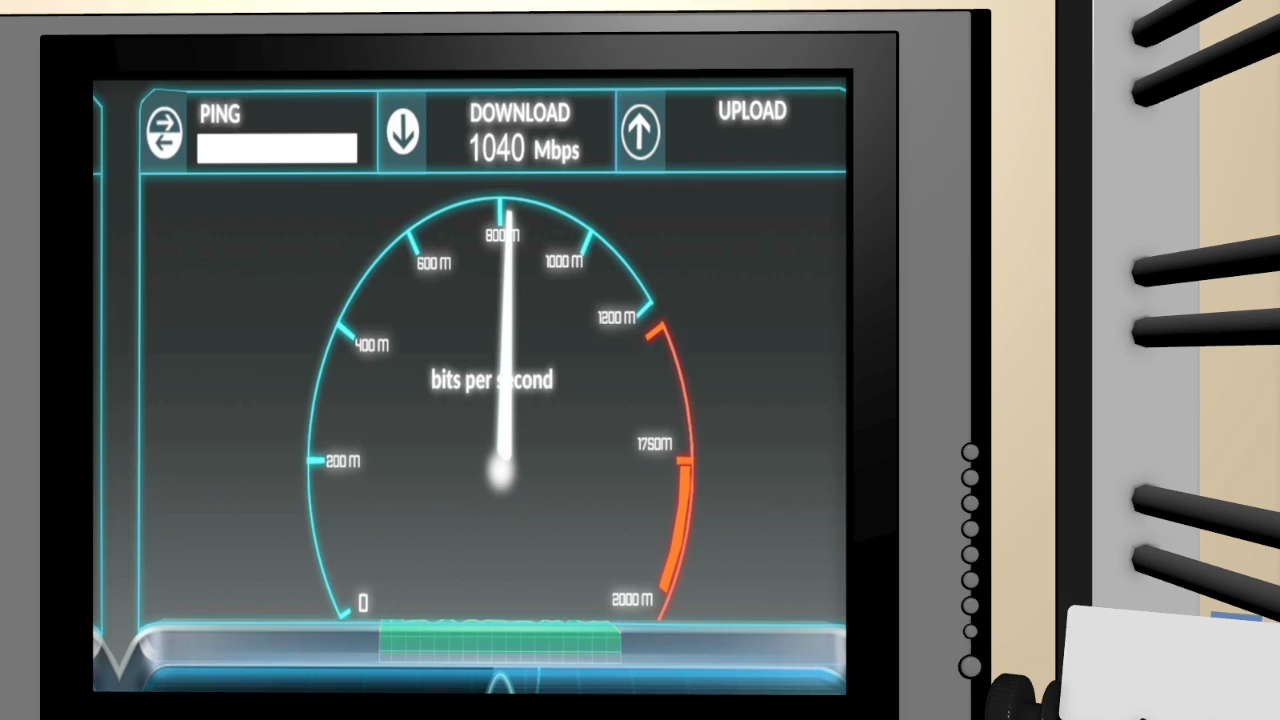 PING
DOWNLOAD
1040 Mbps
UPLOAD
800 M
600 M
1000 M
1200 M
400 M
bits per second
1750M
200 M
2000 M
0